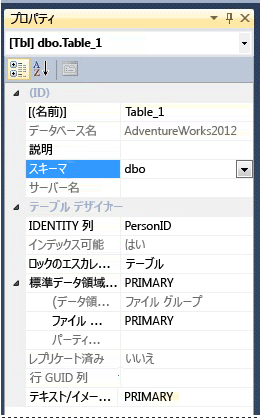 プロパティ
[Tbl] dbo.Table_1
(ID)
[(名前)] Table_1
データベース名 AdventureWorks2012
説明
スキーマ dbo
サーバー名
テーブル デザイナー
IDENTITY 列 PersonID
インデックス可能 はい
ロックのエスカレ... テーブル
標準データ領域... PRIMARY
(データ領... ファイル グループ
ファイル ... PRIMARY
パーティ...
レプリケート済み いいえ
行 GUID 列
テキスト/イメー... PRIMARY